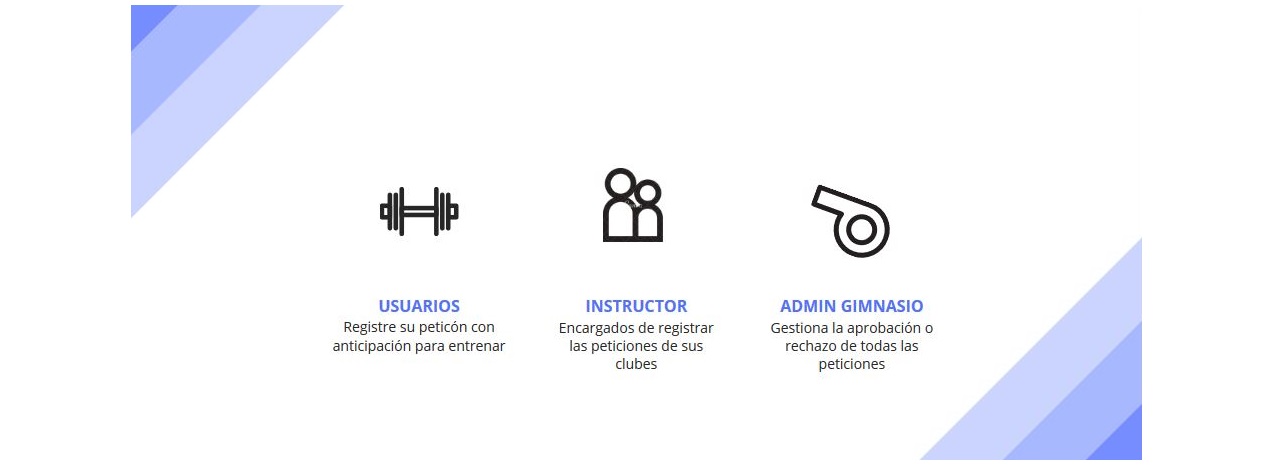 USUARIOS
Registre su peticón con
anticipación para entrenar
INSTRUCTOR
Encargados de registrar
las peticiones de sus
clubes
ADMIN GIMNASIO
Gestiona la aprobación o
rechazo de todas las
peticiones